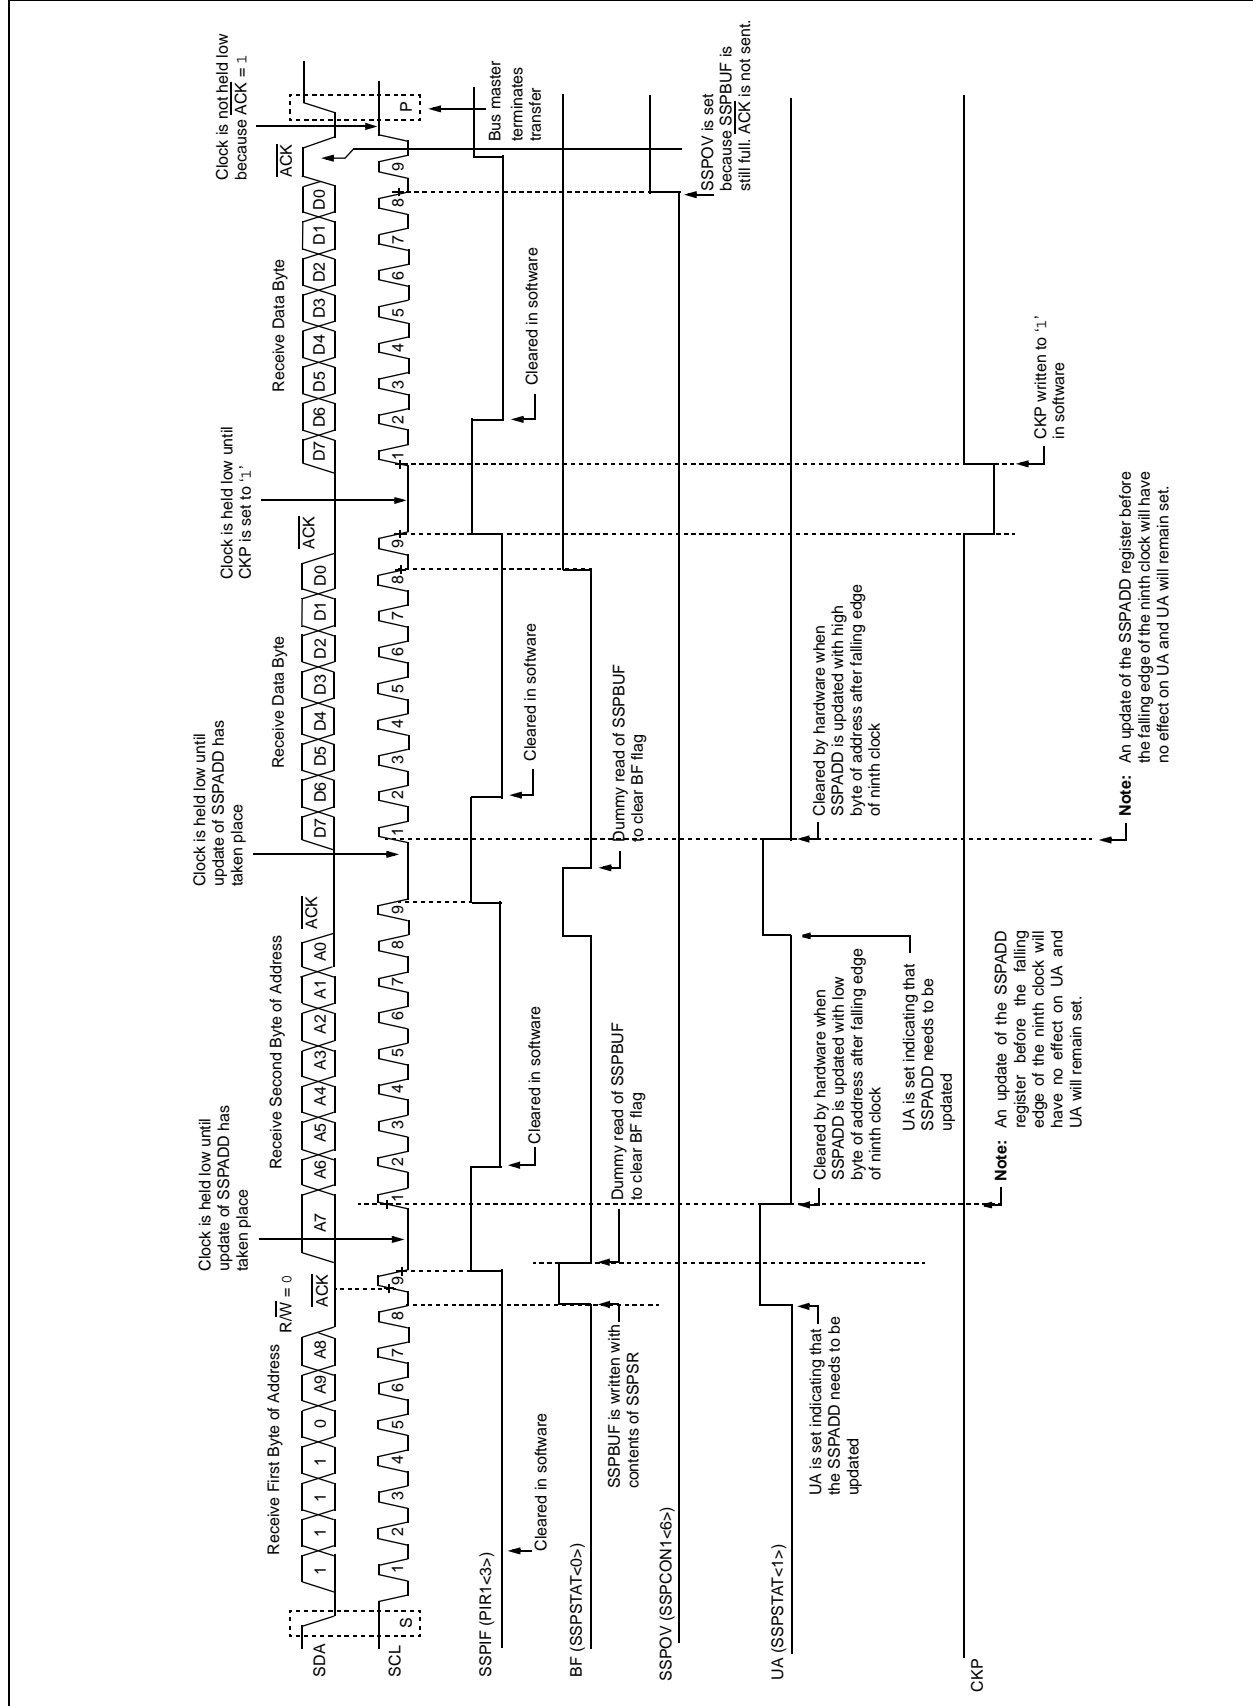 Clock is not held low
because ACK = 1
Clock is held low until
CKP is set to ‘1’
Clock is held low until
update of SSPADD has
taken place
Clock is held low until
update of SSPADD has
taken place
Receive First Byte of Address
R/W = 0
ACK
Receive Second Byte of Address
ACK
Receive Data Byte
ACK
Receive Data Byte
ACK
SDA
1 1 1 1 0 A9 A8 A7 A6 A5 A4 A3 A2 A1 A0 D7 D6 D5 D4 D3 D2 D1 D0 D7 D6 D5 D4 D3 D2 D1 D0
SCL
S 1 2 3 4 5 6 7 8 9 1 2 3 4 5 6 7 8 9 1 2 3 4 5 6 7 8 9 1 2 3 4 5 6 7 8 9 P
Bus master
terminates
transfer
SSPIF (PIR1<3>)
Cleared in software
Cleared in software
Cleared in software
Cleared in software
BF (SSPSTAT<0>)
SSPBUF is written with
contents of SSPSR
Dummy read of SSPBUF
to clear BF flag
Dummy read of SSPBUF
to clear BF flag
SSPOV (SSPCON1<6>)
SSPOV is set
because SSPBUF is
still full. ACK is not sent.
UA (SSPSTAT<1>)
UA is set indicating that
the SSPADD needs to be
updated
Cleared by hardware when
SSPADD is updated with low
byte of address after falling edge
of ninth clock
UA is set indicating that
SSPADD needs to be
updated
Cleared by hardware when
SSPADD is updated with high
byte of address after falling edge
of ninth clock
CKP
CKP written to ‘1’
in software
Note: An update of the SSPADD
register before the falling
edge of the ninth clock will
have no effect on UA and
UA will remain set.
Note: An update of the SSPADD register before
the falling edge of the ninth clock will have
no effect on UA and UA will remain set.